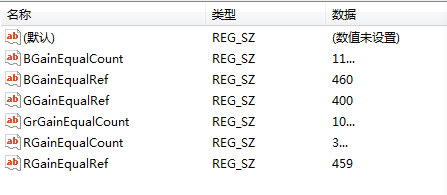 名称 类型 数据
(默认) REG_SZ (数值未设置)
BGainEqualCount REG_SZ 11...
BGainEqualRef REG_SZ 460
GGainEqualRef REG_SZ 400
GrGainEqualCount REG_SZ 10...
RGainEqualCount REG_SZ 3...
RGainEqualRef REG_SZ 459